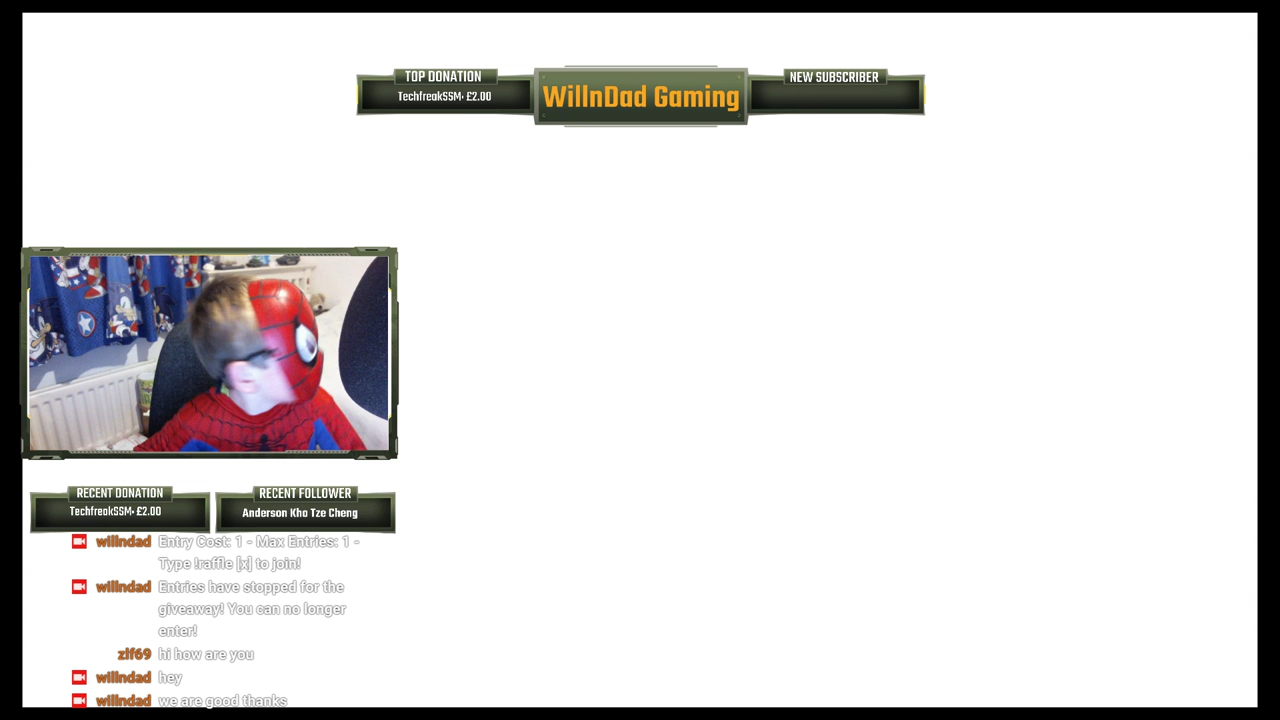 TOP DONATION
TechfreakSSM: £2.00
WillnDad Gaming
NEW SUBSCRIBER
RECENT DONATION
TechfreakSSM: £2.00
RECENT FOLLOWER
Anderson Kho Tze Cheng
willndad Entry Cost: 1 - Max Entries: 1 -
Type !raffle [x] to join!
willndad Entries have stopped for the
giveaway! You can no longer
enter!
zlf69 hi how are you
willndad hey
willndad we are good thanks